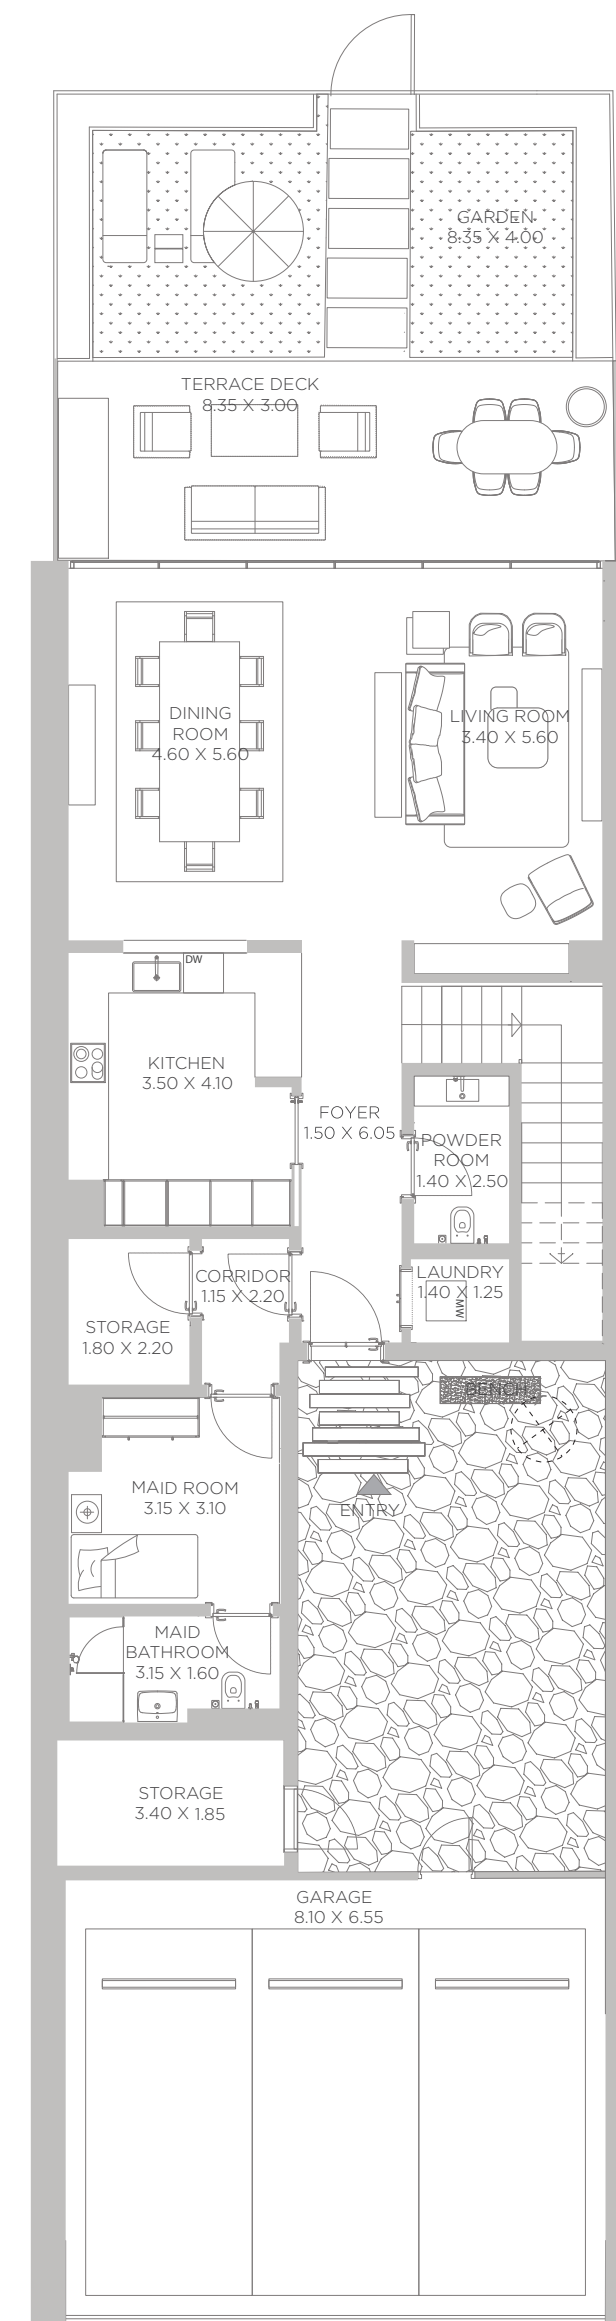 GARDEN
8.35 X 4.00
TERRACE DECK
8.35 X 3.00
DINING
ROOM
4.60 X 5.60
LIVING ROOM
3.40 X 5.60
DW
KITCHEN
3.50 X 4.10
FOYER
1.50 X 6.05
POWDER
ROOM
1.40 X 2.50
CORRIDOR
1.15 X 2.20
LAUNDRY
1.40 X 1.25
MW
STORAGE
1.80 X 2.20
BENCH
MAID ROOM
3.15 X 3.10
ENTRY
MAID
BATHROOM
3.15 X 1.60
STORAGE
3.40 X 1.85
GARAGE
8.10 X 6.55